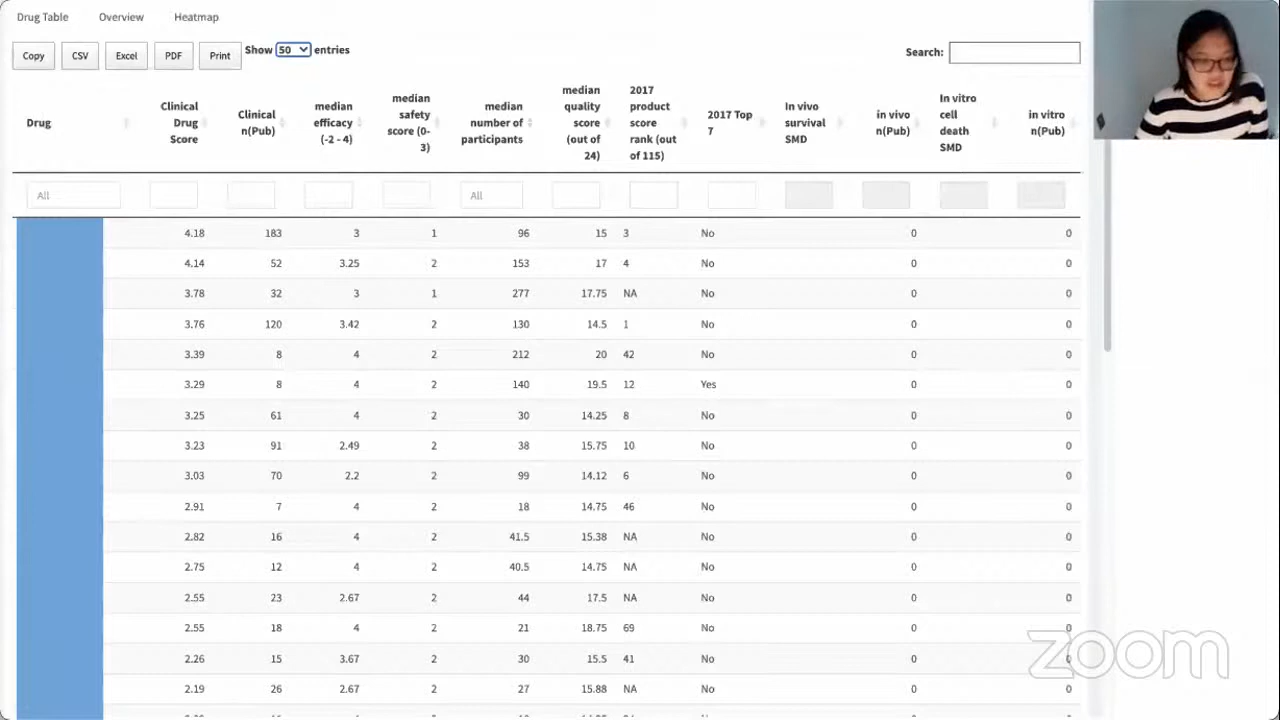 Drug Table Overview Heatmap
Copy CSV Excel PDF Print Show 50 entries Search:
Drug
Clinical Drug Score
Clinical n(Pub)
median efficacy (-2 - 4)
median safety score (0-3)
median number of participants
median quality score (out of 24)
2017 product score rank (out of 115)
2017 Top 7
In vivo survival SMD
in vivo n(Pub)
In vitro cell death SMD
in vitro n(Pub)
All All
4.18 183 3 1 96 15 3 No 0 0
4.14 52 3.25 2 153 17 4 No 0 0
3.78 32 3 1 277 17.75 NA No 0 0
3.76 120 3.42 2 130 14.5 1 No 0 0
3.39 8 4 2 212 20 42 No 0 0
3.29 8 4 2 140 19.5 12 Yes 0 0
3.25 61 4 2 30 14.25 8 No 0 0
3.23 91 2.49 2 38 15.75 10 No 0 0
3.03 70 2.2 2 99 14.12 6 No 0 0
2.91 7 4 2 18 14.75 46 No 0 0
2.82 16 4 2 41.5 15.38 NA No 0 0
2.75 12 4 2 40.5 14.75 NA No 0 0
2.55 23 2.67 2 44 17.5 NA No 0 0
2.55 18 4 2 21 18.75 69 No 0 0
2.26 15 3.67 2 30 15.5 41 No 0 0
2.19 26 2.67 2 27 15.88 NA No 0 0
zoom